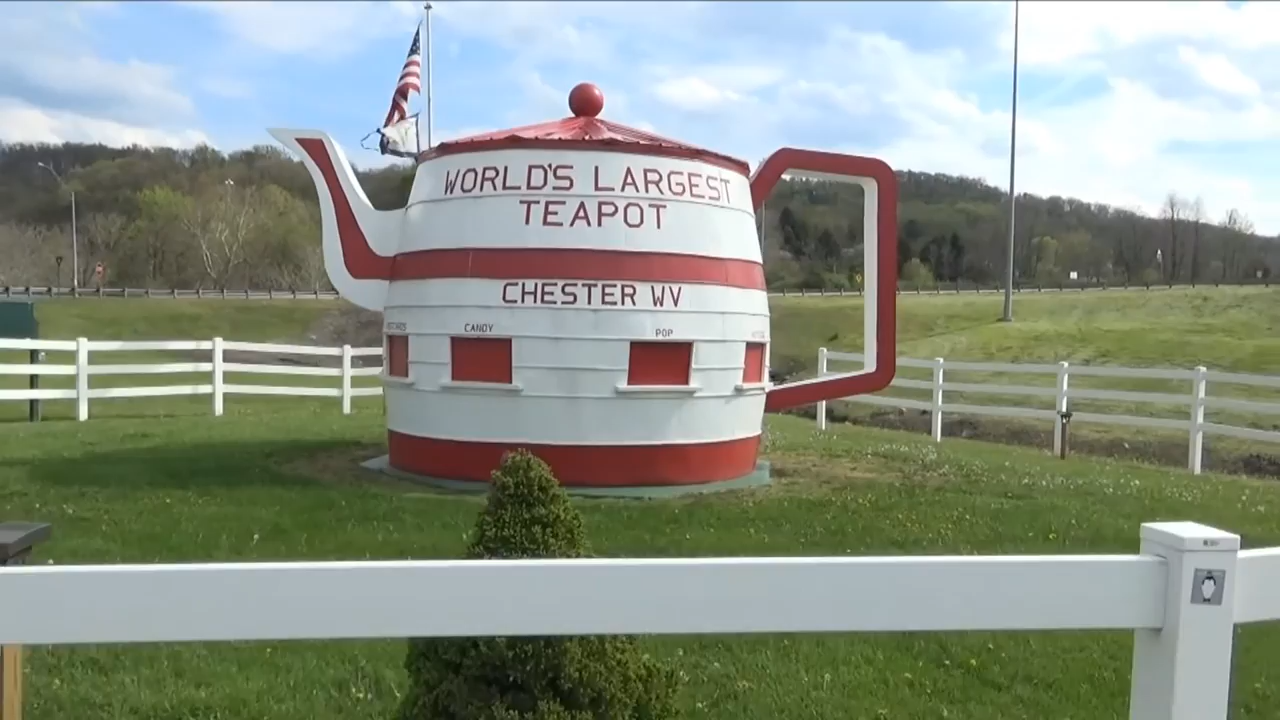 WORLD'S LARGEST
TEAPOT
CHESTER WV
CANDY
POP